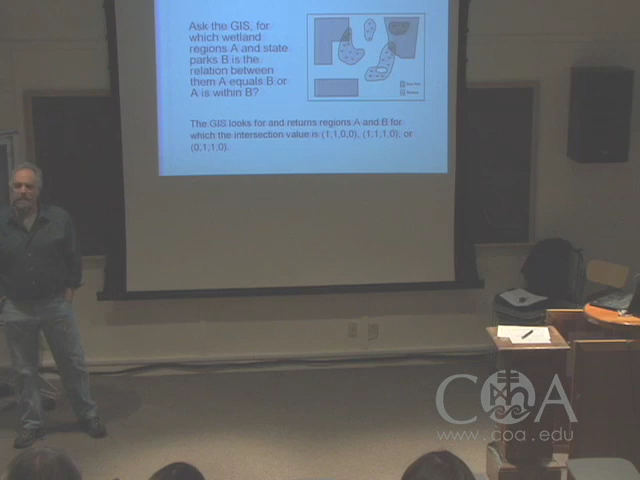 Ask the GIS, for
which wetland
regions A and state
parks B is the
relation between
them A equals B or
A is within B?
The GIS looks for and returns regions A and B for
which the intersection value is (1,1,0,0), (1,1,1,0), or
(0,1,1,0).
COA
www.coa.edu